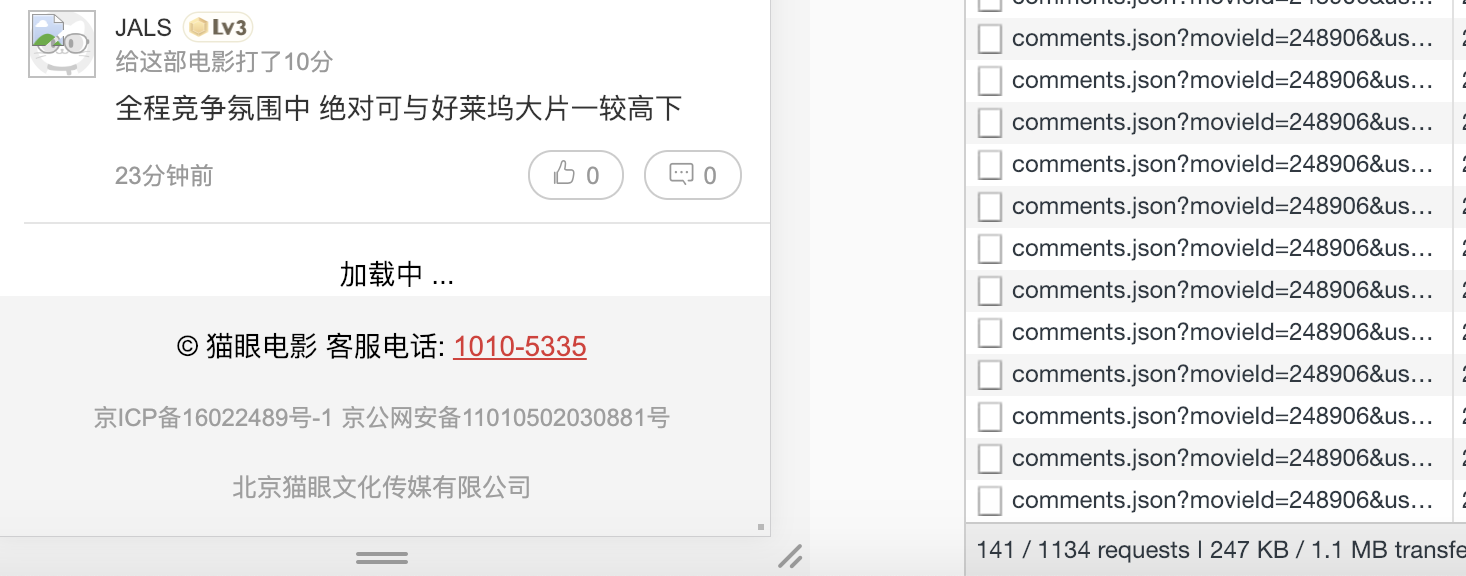 JALS Lv3
给这部电影打了10分
全程竞争氛围中 绝对可与好莱坞大片一较高下
23分钟前 0 0
加载中 ...
© 猫眼电影 客服电话: 1010-5335
京ICP备16022489号-1 京公网安备11010502030881号
北京猫眼文化传媒有限公司
comments.json?movieId=248906&us...
comments.json?movieId=248906&us...
comments.json?movieId=248906&us...
comments.json?movieId=248906&us...
comments.json?movieId=248906&us...
comments.json?movieId=248906&us...
comments.json?movieId=248906&us...
comments.json?movieId=248906&us...
comments.json?movieId=248906&us...
comments.json?movieId=248906&us...
comments.json?movieId=248906&us...
comments.json?movieId=248906&us...
comments.json?movieId=248906&us...
141 / 1134 requests | 247 KB / 1.1 MB transfe